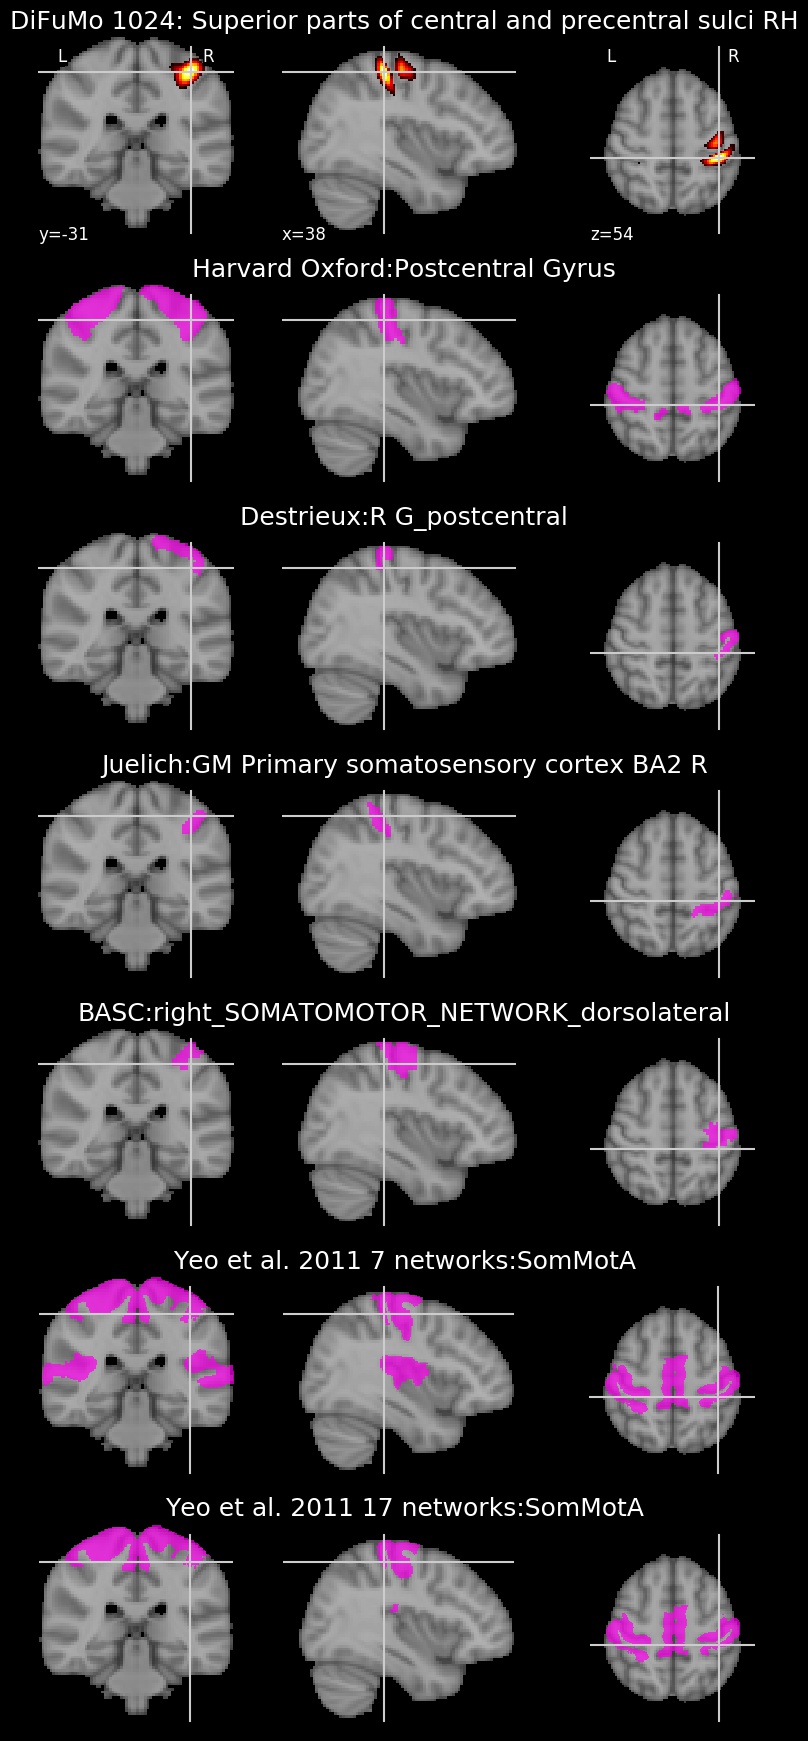 DiFuMo 1024: Superior parts of central and precentral sulci RH
L R L R
y=-31 x=38 z=54
Harvard Oxford:Postcentral Gyrus
Destrieux:R G_postcentral
Juelich:GM Primary somatosensory cortex BA2 R
BASC:right_SOMATOMOTOR_NETWORK_dorsolateral
Yeo et al. 2011 7 networks:SomMotA
Yeo et al. 2011 17 networks:SomMotA